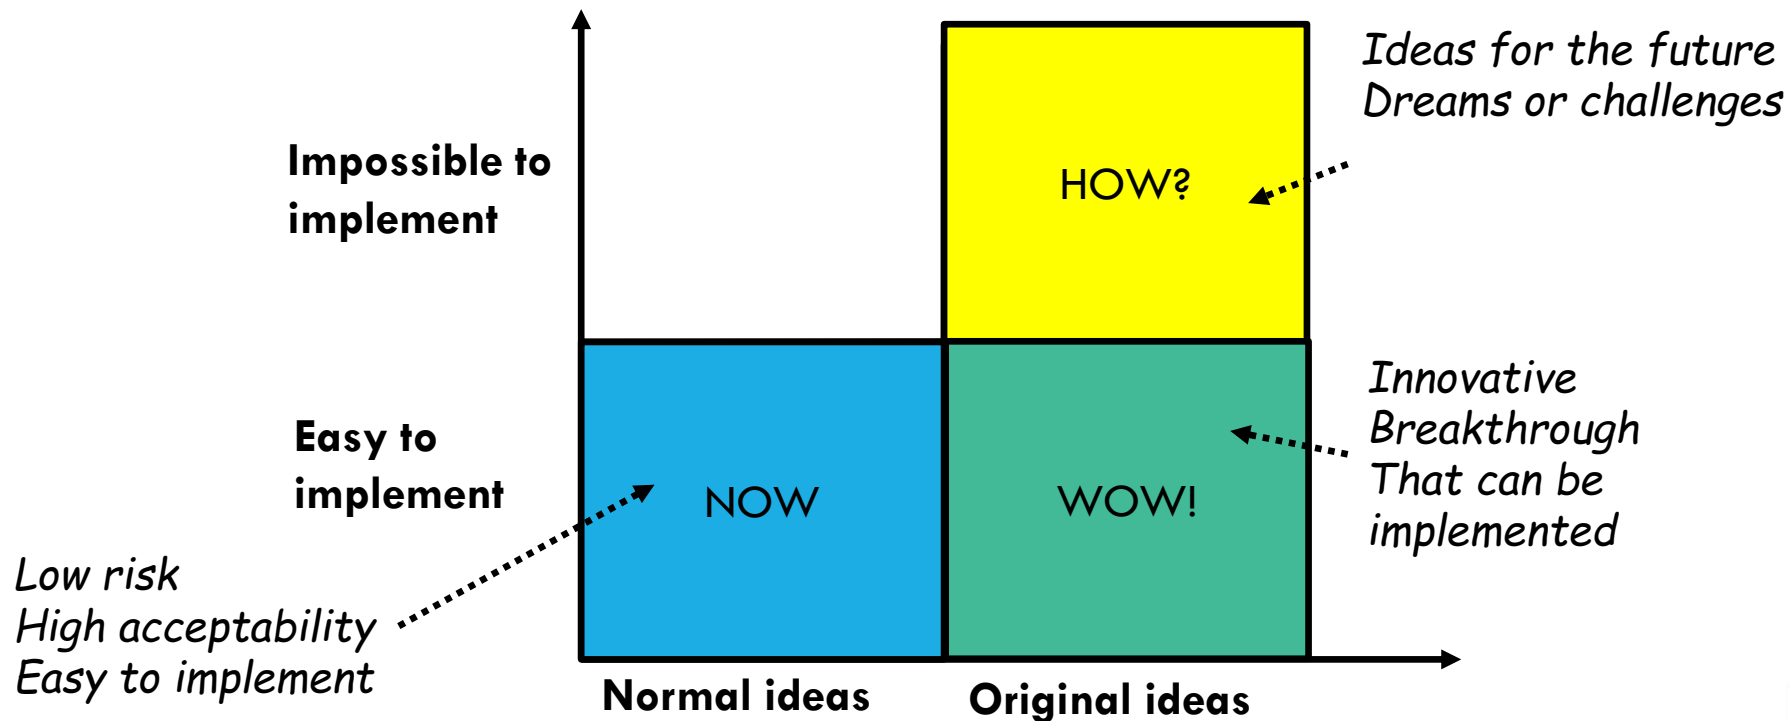 Ideas for the future
Dreams or challenges
Impossible to
implement
HOW?
Innovative
Breakthrough
That can be
implemented
Easy to
implement
NOW
WOW!
Low risk
High acceptability
Easy to implement
Normal ideas
Original ideas